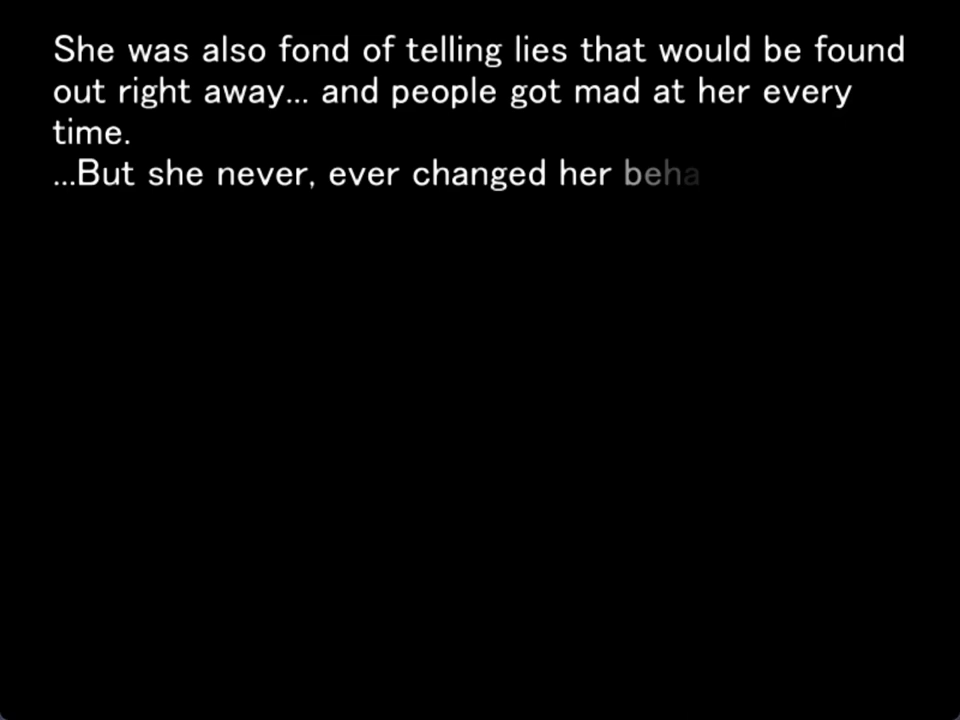 She was also fond of telling lies that would be found
out right away... and people got mad at her every
time.
...But she never, ever changed her beha